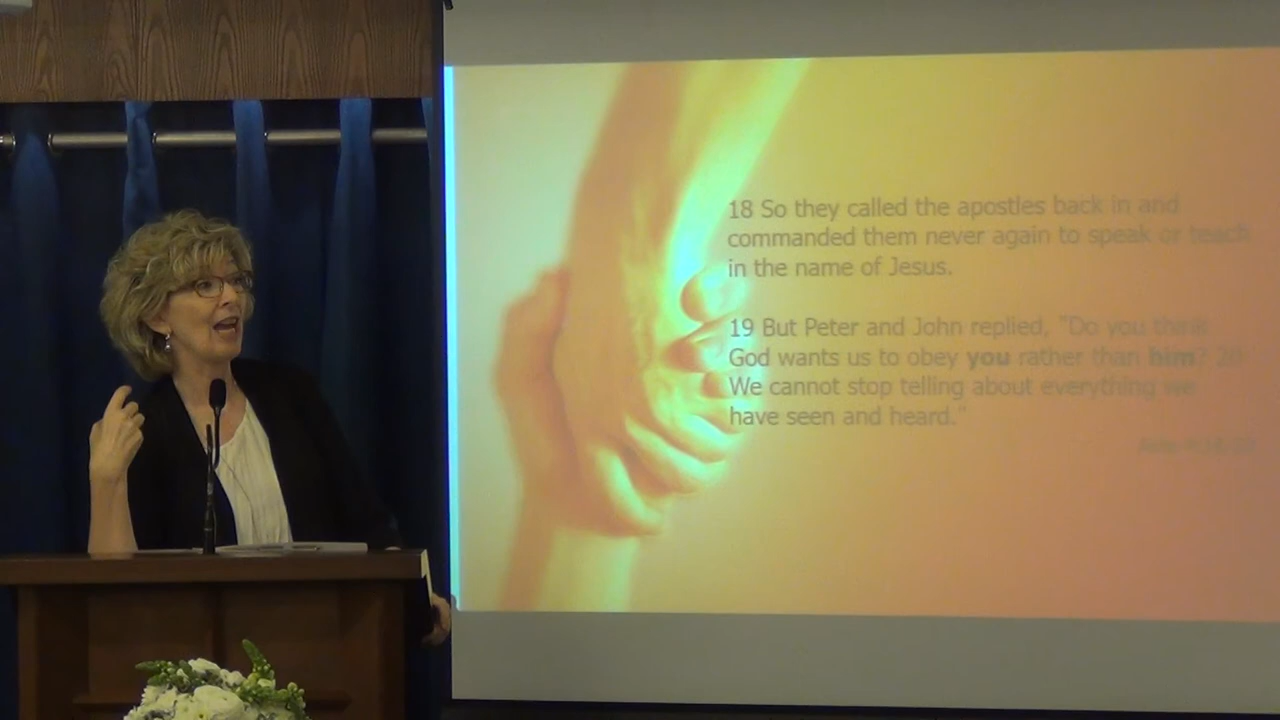 18 So they called the apostles back in and
commanded them never again to speak or teach
in the name of Jesus.
19 But Peter and John replied, "Do you think
God wants us to obey you rather than him? 20
We cannot stop telling about everything we
have seen and heard."